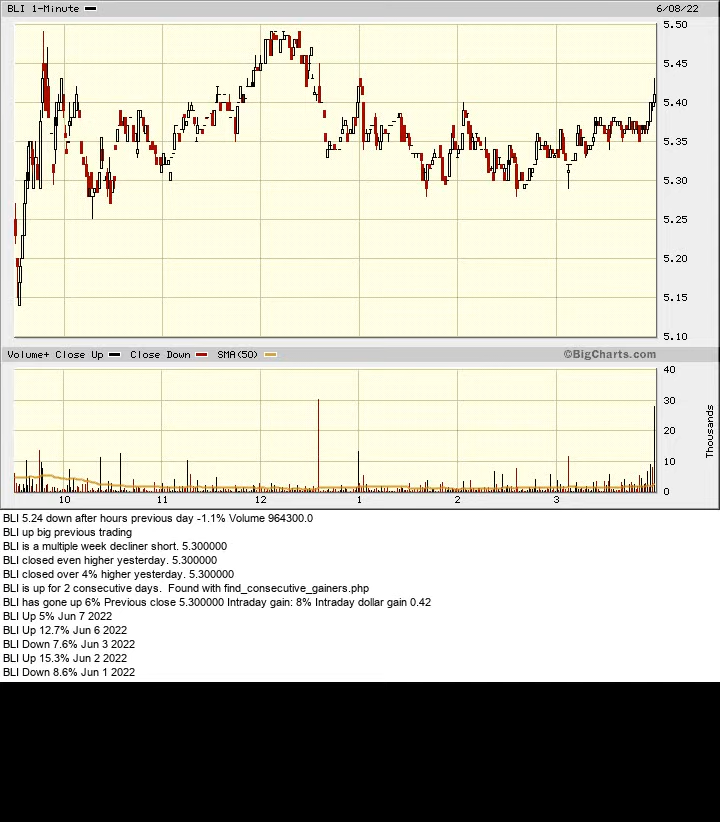 BLI 1-Minute 6/08/22
5.50
5.45
5.40
5.35
5.30
5.25
5.20
5.15
5.10
Volume+ Close Up Close Down SMA(50) ©BigCharts.com
40
30
20
10
0
Thousands
10 11 12 1 2 3
BLI 5.24 down after hours previous day -1.1% Volume 964300.0
BLI up big previous trading
BLI is a multiple week decliner short. 5.300000
BLI closed even higher yesterday. 5.300000
BLI closed over 4% higher yesterday. 5.300000
BLI is up for 2 consecutive days.  Found with find_consecutive_gainers.php
BLI has gone up 6% Previous close 5.300000 Intraday gain: 8% Intraday dollar gain 0.42
BLI Up 5% Jun 7 2022
BLI Up 12.7% Jun 6 2022
BLI Down 7.6% Jun 3 2022
BLI Up 15.3% Jun 2 2022
BLI Down 8.6% Jun 1 2022